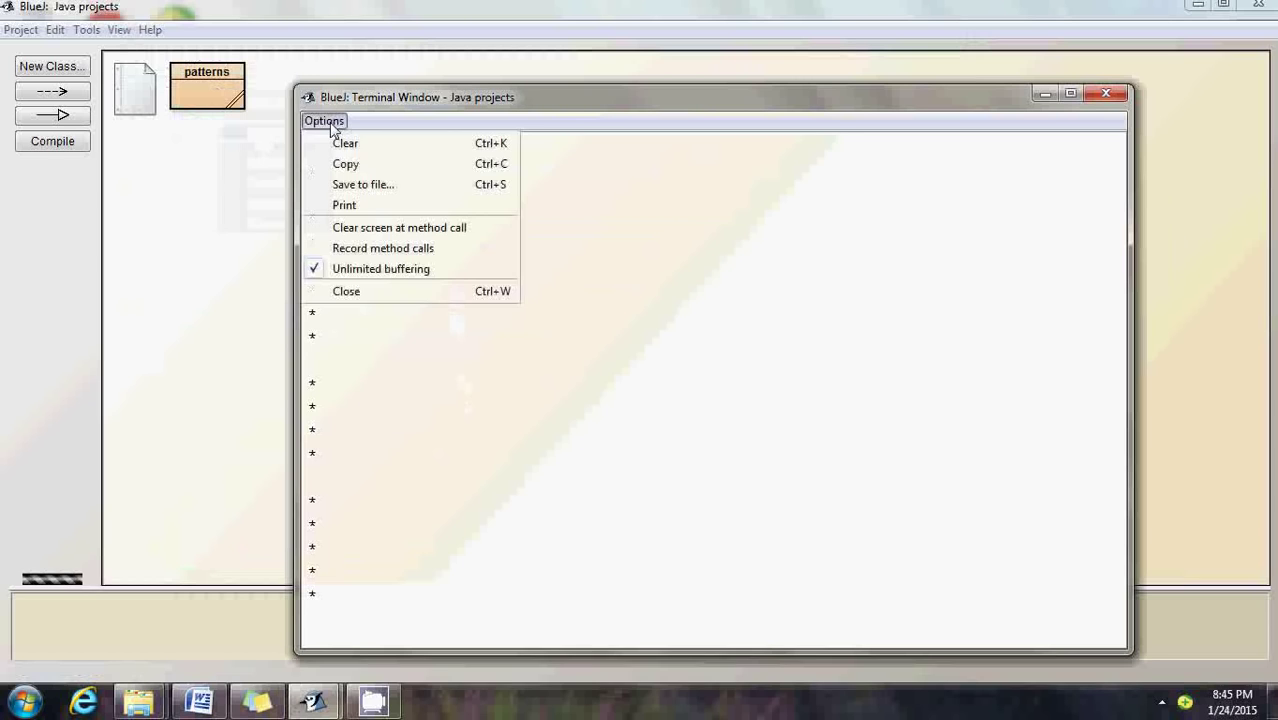 BlueJ: Java projects
Project Edit Tools View Help
New Class...
Compile
patterns
BlueJ: Terminal Window - Java projects
Options
Clear Ctrl+K
Copy Ctrl+C
Save to file... Ctrl+S
Print
Clear screen at method call
Record method calls
Unlimited buffering
Close Ctrl+W
*
*
*
*
*
*
*
*
*
*
*
8:45 PM
1/24/2015